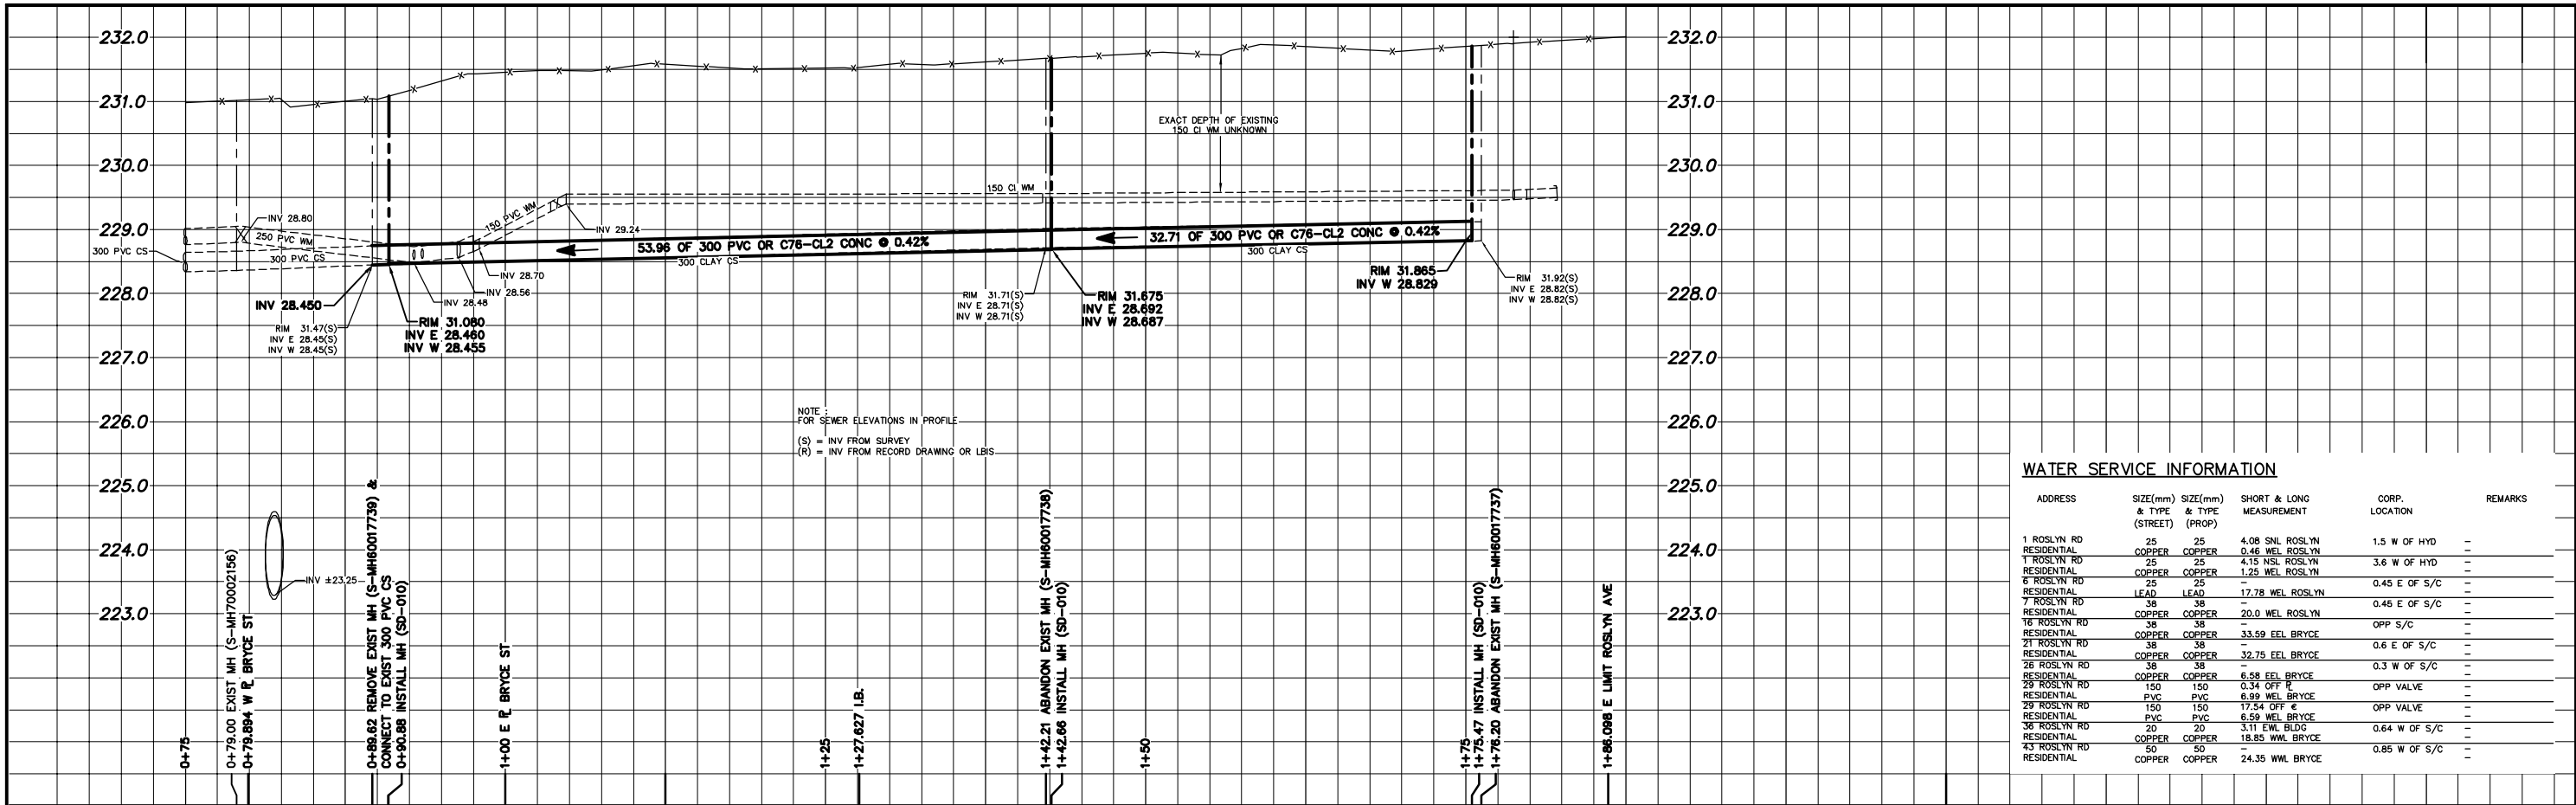 232.0
232.0
231.0
231.0
EXACT DEPTH OF EXISTING
150 CI WM UNKNOWN
230.0
230.0
150 CI WM
INV 28.80
150 PVC WM
229.0
INV 29.24
229.0
250 PVC WM
53.96 OF 300 PVC OR C76-CL2 CONC @ 0.42%
32.71 OF 300 PVC OR C76-CL2 CONC @ 0.42%
300 PVC CS
300 PVC CS
300 CLAY CS
300 CLAY CS
INV 28.70
INV 28.56
INV 28.48
228.0
228.0
INV 28.450
RIM 31.47(S)
INV E 28.45(S)
INV W 28.45(S)
RIM 31.080
INV E 28.460
INV W 28.455
RIM 31.71(S)
INV E 28.71(S)
INV W 28.71(S)
RIM 31.675
INV E 28.692
INV W 28.687
RIM 31.865
INV W 28.829
RIM 31.92(S)
INV E 28.82(S)
INV W 28.82(S)
227.0
227.0
NOTE :
FOR SEWER ELEVATIONS IN PROFILE
(S) = INV FROM SURVEY
(R) = INV FROM RECORD DRAWING OR LBIS
226.0
226.0
225.0
225.0
224.0
224.0
INV ±23.25
223.0
223.0
0+75
0+79.00 EXIST MH (S-MH70002156)
0+79.894 W PL BRYCE ST
0+89.62 REMOVE EXIST MH (S-MH60017739) &
CONNECT TO EXIST 300 PVC CS
0+90.88 INSTALL MH (SD-010)
1+00 E PL BRYCE ST
1+25
1+27.627 I.B.
1+42.21 ABANDON EXIST MH (S-MH60017738)
1+42.66 INSTALL MH (SD-010)
1+50
1+75
1+75.47 INSTALL MH (SD-010)
1+76.20 ABANDON EXIST MH (S-MH60017737)
1+86.098 E LIMIT ROSLYN AVE
WATER SERVICE INFORMATION
ADDRESS SIZE(mm) SIZE(mm) SHORT & LONG CORP. REMARKS
& TYPE & TYPE MEASUREMENT LOCATION
(STREET) (PROP)
1 ROSLYN RD 25 25 4.08 SNL ROSLYN 1.5 W OF HYD –
RESIDENTIAL COPPER COPPER 0.46 WEL ROSLYN –
1 ROSLYN RD 25 25 4.15 NSL ROSLYN 3.6 W OF HYD –
RESIDENTIAL COPPER COPPER 1.25 WEL ROSLYN –
6 ROSLYN RD 25 25 – 0.45 E OF S/C –
RESIDENTIAL LEAD LEAD 17.78 WEL ROSLYN –
7 ROSLYN RD 38 38 – 0.45 E OF S/C –
RESIDENTIAL COPPER COPPER 20.0 WEL ROSLYN –
16 ROSLYN RD 38 38 – OPP S/C –
RESIDENTIAL COPPER COPPER 33.59 EEL BRYCE –
21 ROSLYN RD 38 38 – 0.6 E OF S/C –
RESIDENTIAL COPPER COPPER 32.75 EEL BRYCE –
26 ROSLYN RD 38 38 – 0.3 W OF S/C –
RESIDENTIAL COPPER COPPER 6.58 EEL BRYCE –
29 ROSLYN RD 150 150 0.34 OFF PL OPP VALVE –
RESIDENTIAL PVC PVC 6.99 WEL BRYCE –
29 ROSLYN RD 150 150 17.54 OFF € OPP VALVE –
RESIDENTIAL PVC PVC 6.59 WEL BRYCE –
36 ROSLYN RD 20 20 3.11 EWL BLDG 0.64 W OF S/C –
RESIDENTIAL COPPER COPPER 18.85 WWL BRYCE –
43 ROSLYN RD 50 50 – 0.85 W OF S/C –
RESIDENTIAL COPPER COPPER 24.35 WWL BRYCE –